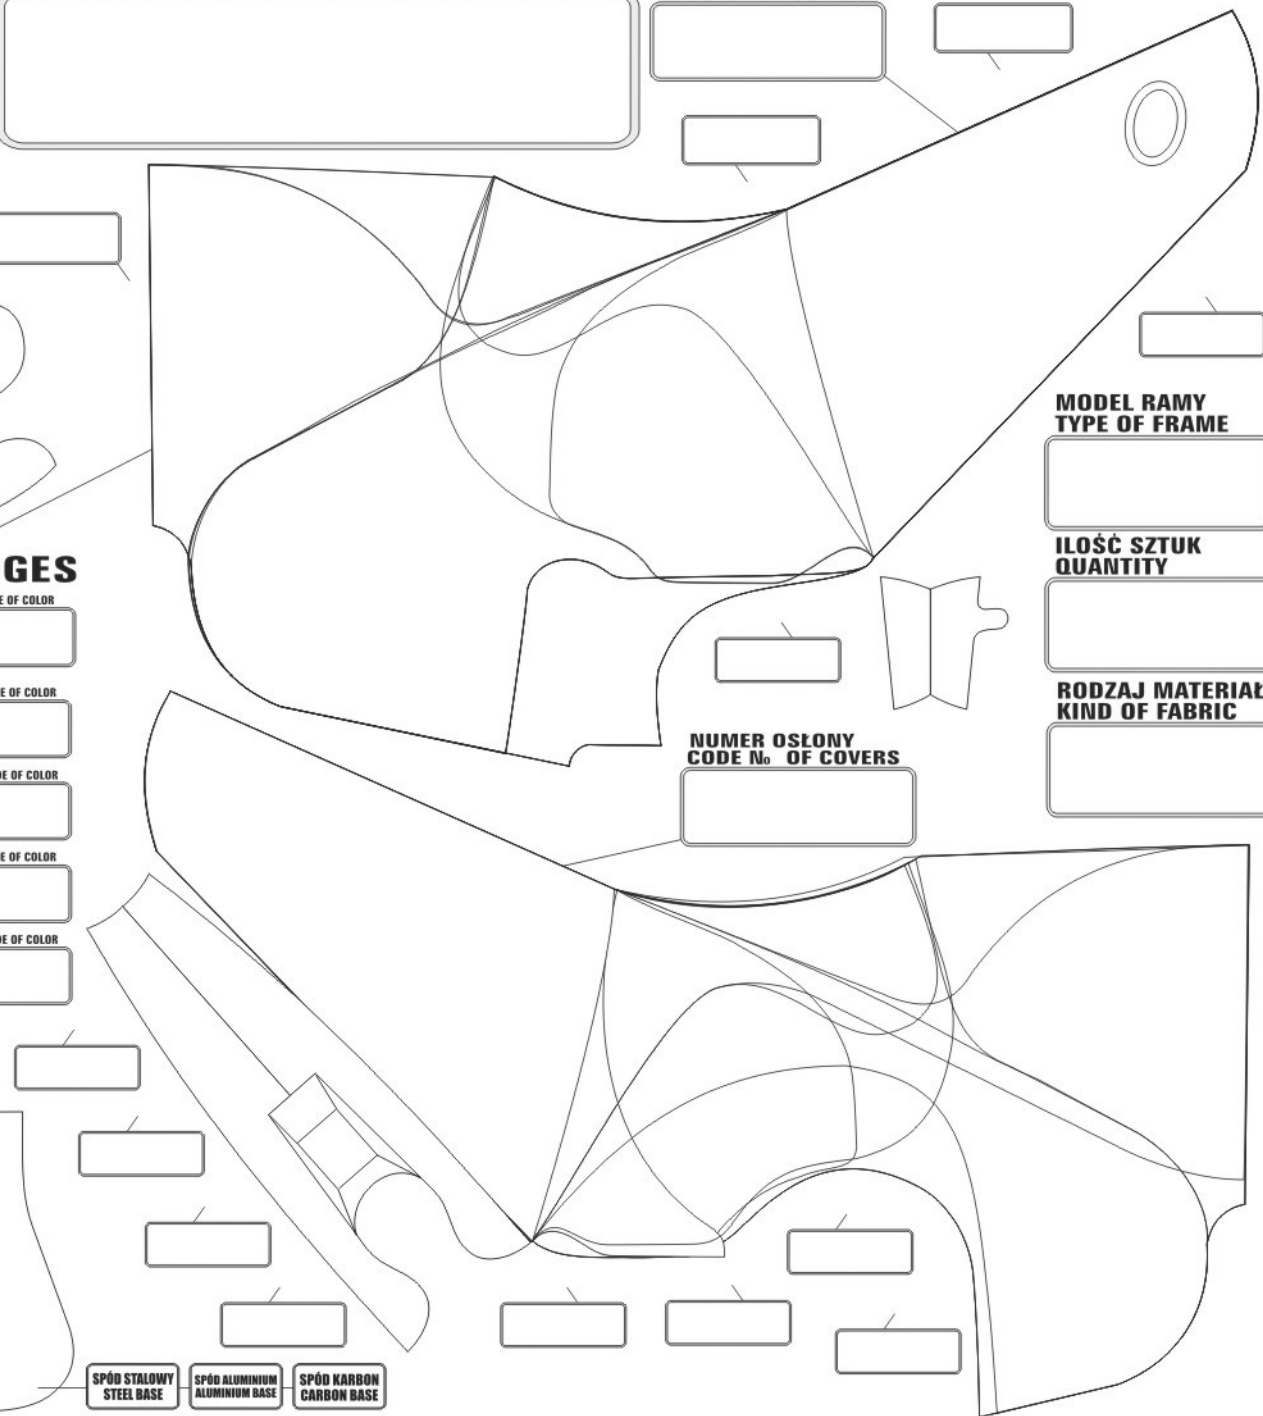 MODEL RAMY
TYPE OF FRAME
ILOŚĆ SZTUK
QUANTITY
GES
E OF COLOR
RODZAJ MATERIAŁ
KIND OF FABRIC
E OF COLOR
NUMER OSŁONY
CODE No OF COVERS
DE OF COLOR
E OF COLOR
DE OF COLOR
SPÓD STALOWY
STEEL BASE
SPÓD ALUMINIUM
ALUMINIUM BASE
SPÓD KARBON
CARBON BASE